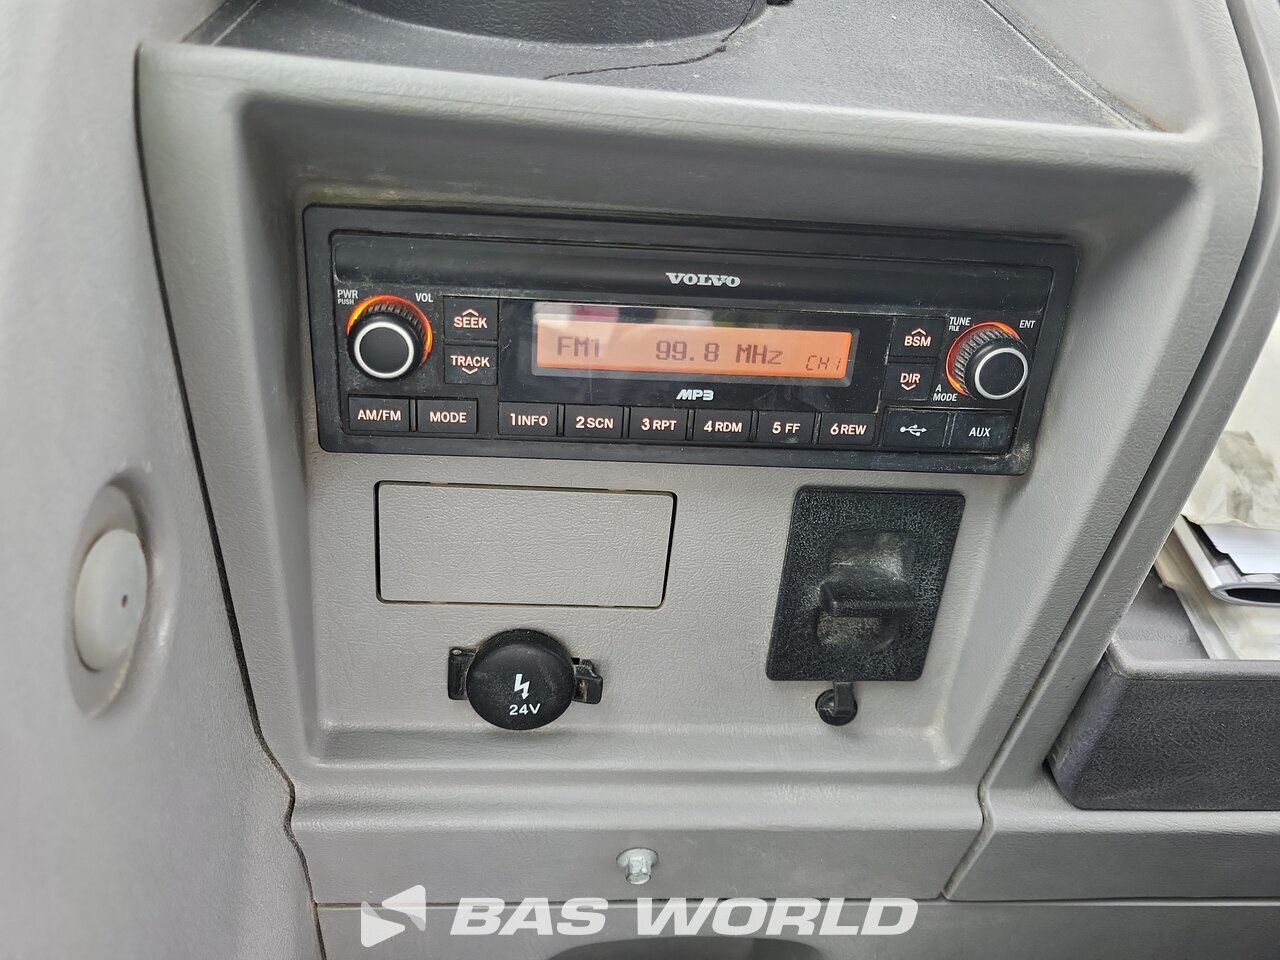 VOLVO
PWR
PUSH
VOL
SEEK
TRACK
FM1 99.8 MHz CH1
MP3
BSM
DIR
TUNE
FILE
ENT
A
MODE
AM/FM
MODE
1 INFO
2 SCN
3 RPT
4 RDM
5 FF
6 REW
AUX
24V
BAS WORLD